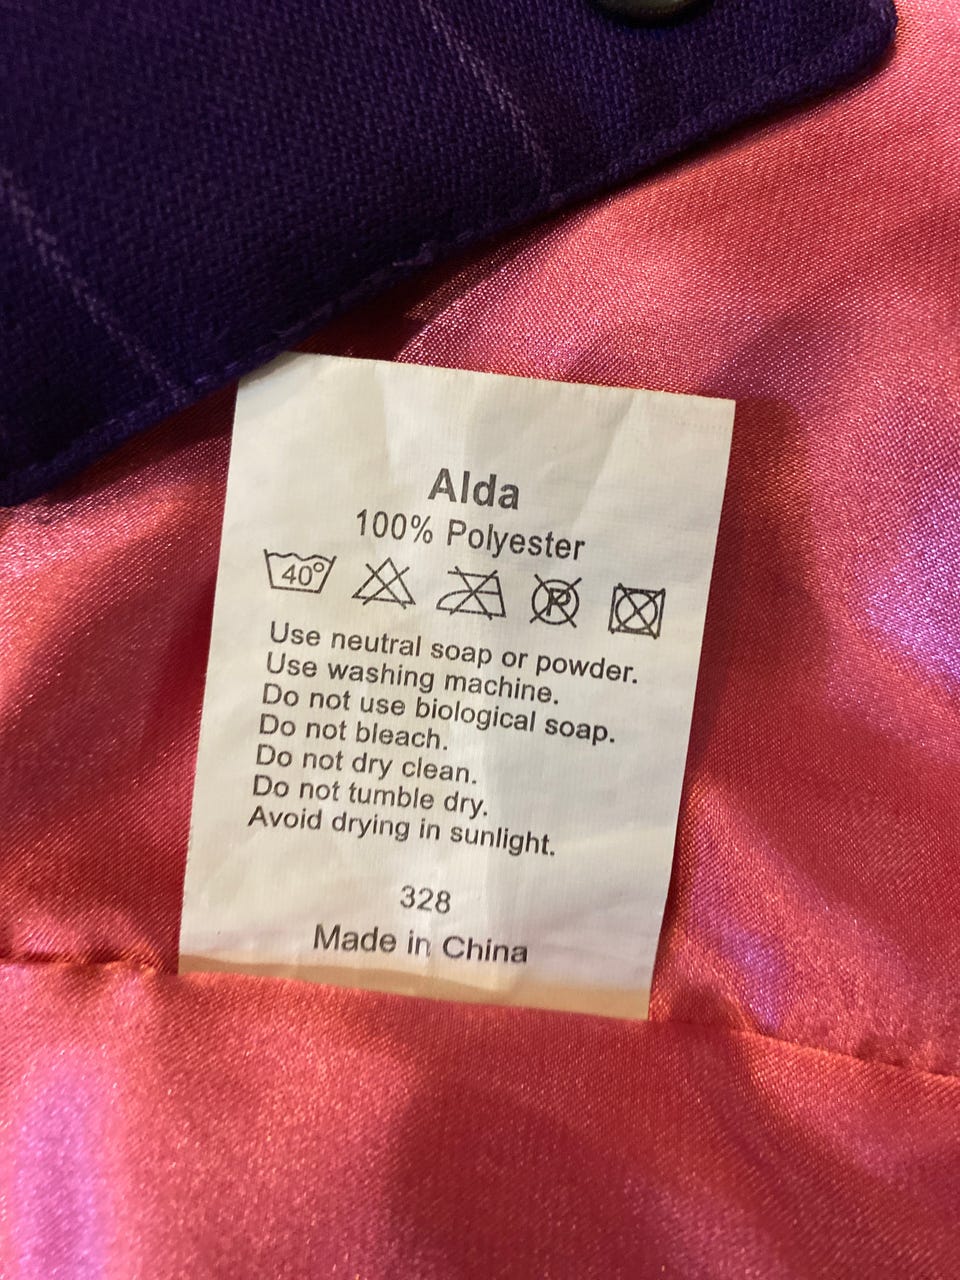 Alda
100% Polyester
40°
P
Use neutral soap or powder.
Use washing machine.
Do not use biological soap.
Do not bleach.
Do not dry clean.
Do not tumble dry.
Avoid drying in sunlight.
328
Made in China